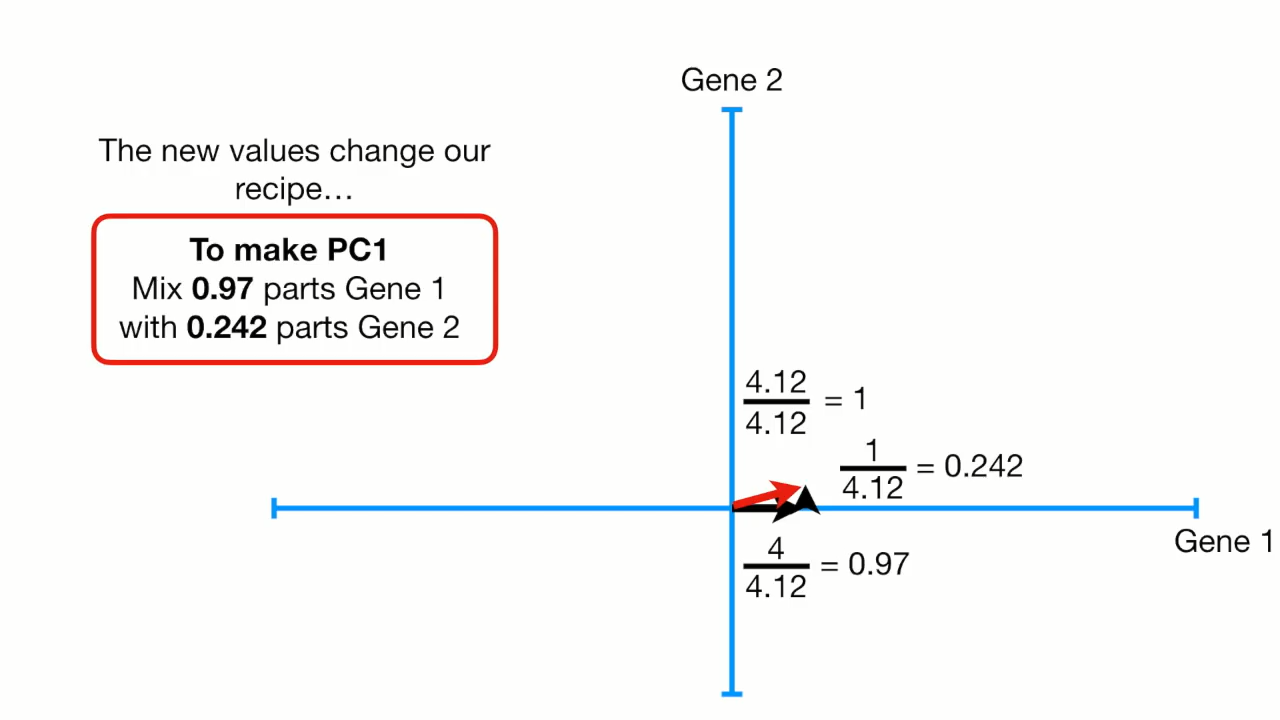 Gene 2
The new values change our
recipe…
To make PC1
Mix 0.97 parts Gene 1
with 0.242 parts Gene 2
4.12
4.12
= 1
1
4.12
= 0.242
Gene 1
4
4.12
= 0.97